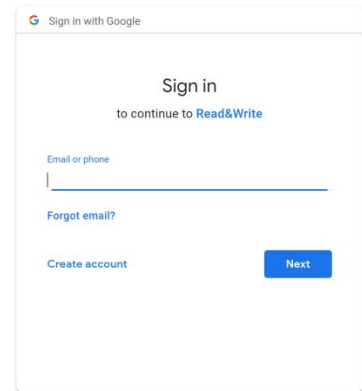 Sign in with Google
Sign in
to continue to Read&Write
Email or phone
Forgot email?
Create account
Next